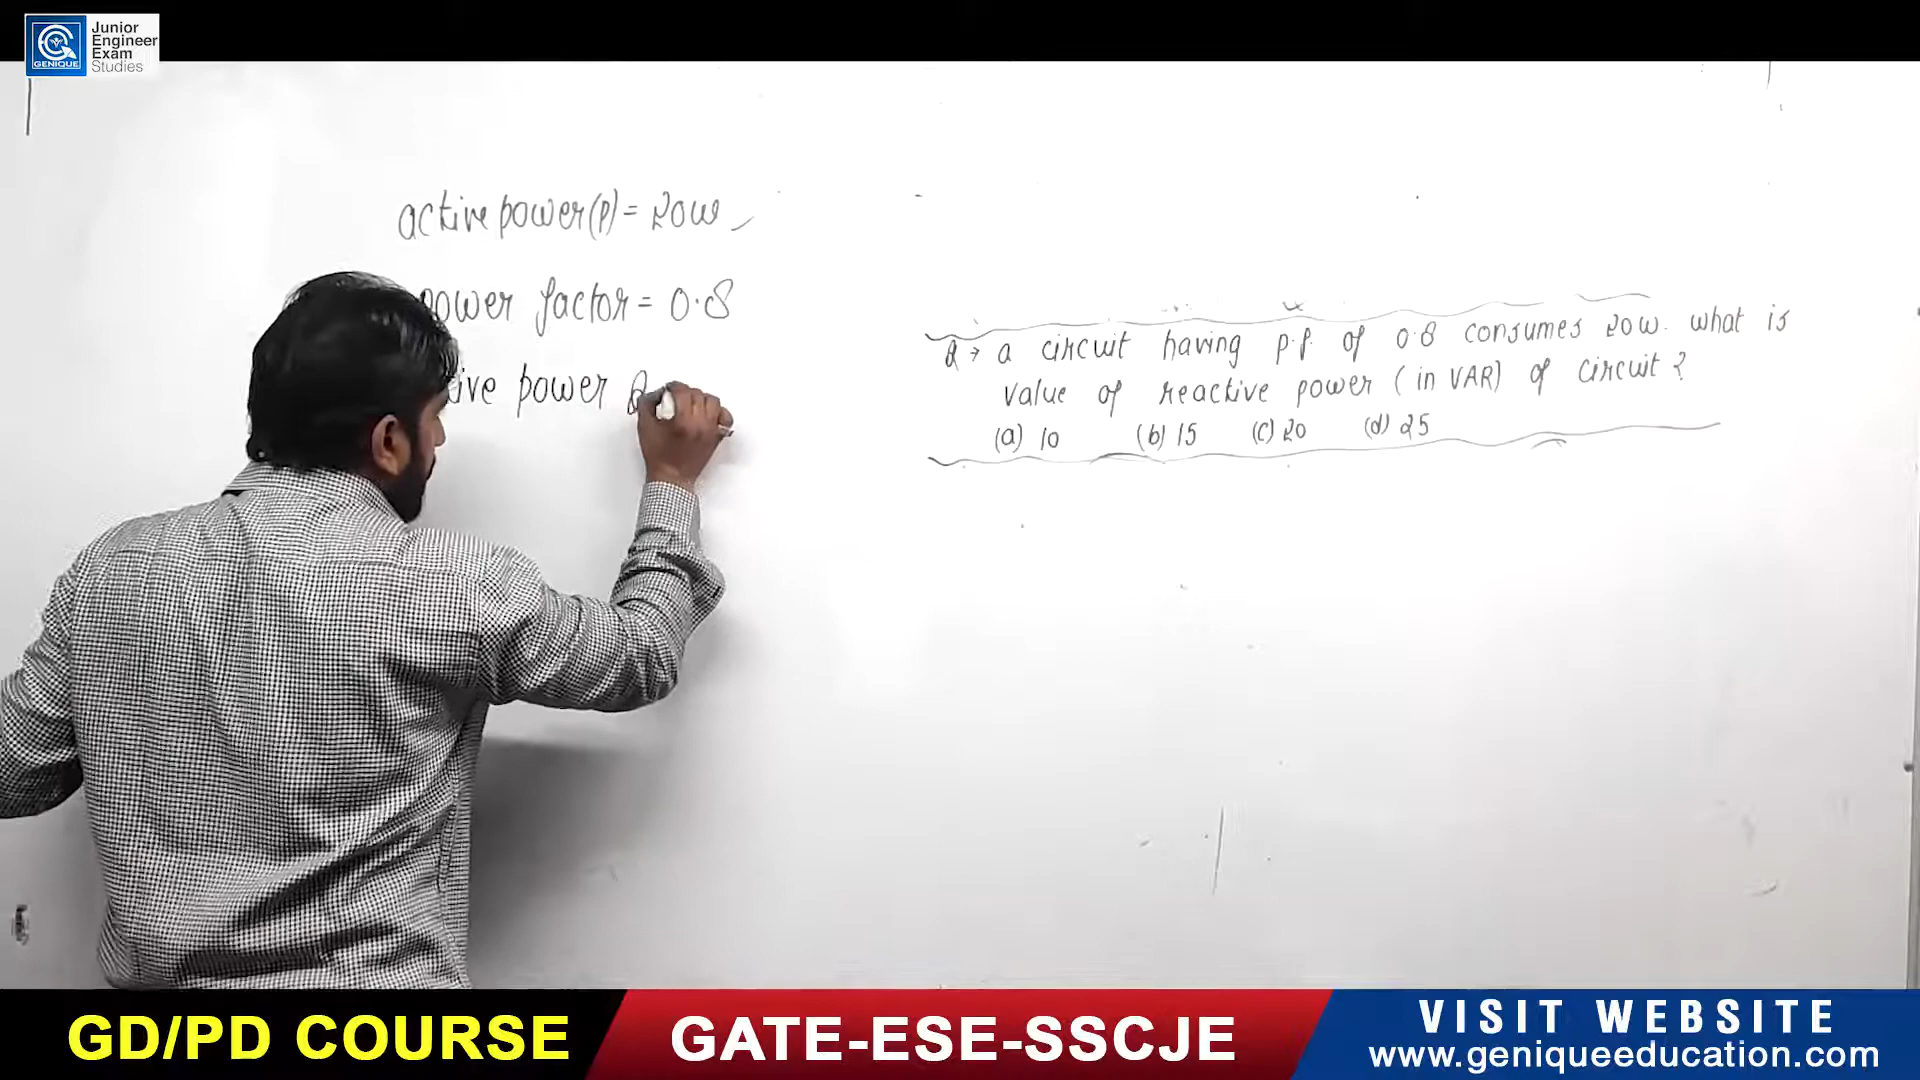 GENIQUE
Junior
Engineer
Exam
Studies
active power (P) = 20W
power factor = 0.8
tive power Q
Q → a circuit having p.f. of 0.8 consumes 20W. What is
value of reactive power (in VAR) of circuit?
(a) 10 (b) 15 (c) 20 (d) 25
GD/PD COURSE
GATE-ESE-SSCJE
VISIT WEBSITE
www.geniqueeducation.com